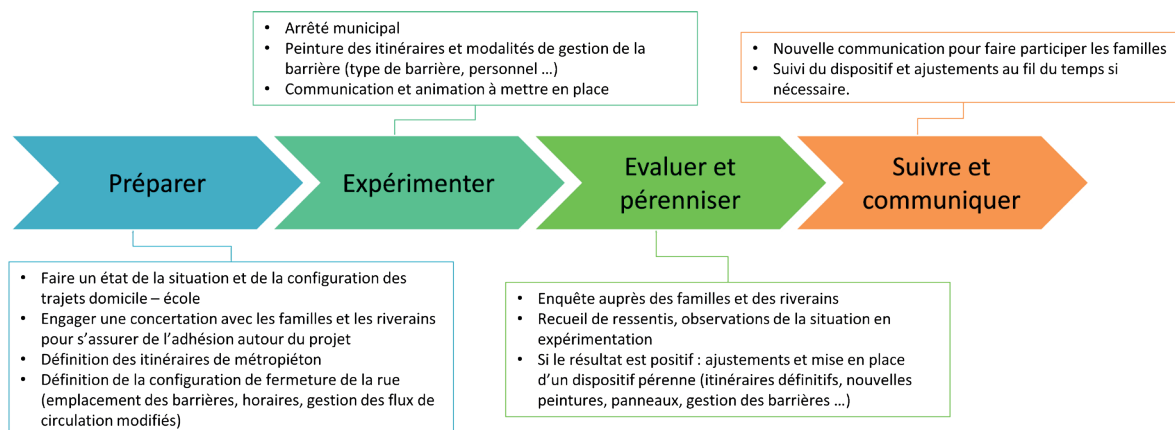 • Arrêté municipal
• Peinture des itinéraires et modalités de gestion de la
barrière (type de barrière, personnel …)
• Communication et animation à mettre en place
• Nouvelle communication pour faire participer les familles
• Suivi du dispositif et ajustements au fil du temps si
nécessaire.
Préparer
Expérimenter
Evaluer et
pérenniser
Suivre et
communiquer
• Faire un état de la situation et de la configuration des
trajets domicile – école
• Engager une concertation avec les familles et les riverains
pour s’assurer de l’adhésion autour du projet
• Définition des itinéraires de métropiéton
• Définition de la configuration de fermeture de la rue
(emplacement des barrières, horaires, gestion des flux de
circulation modifiés)
• Enquête auprès des familles et des riverains
• Recueil de ressentis, observations de la situation en
expérimentation
• Si le résultat est positif : ajustements et mise en place
d’un dispositif pérenne (itinéraires définitifs, nouvelles
peintures, panneaux, gestion des barrières …)